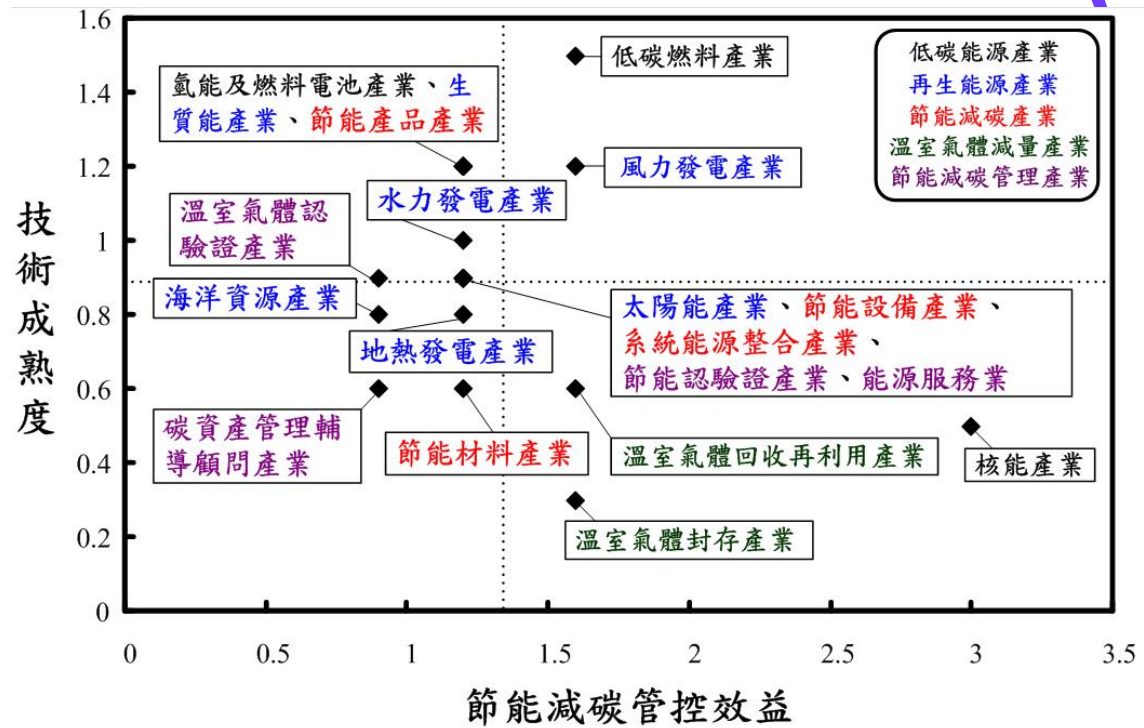 1.6
1.4
1.2
1
0.8
0.6
0.4
0.2
0
技術成熟度
低碳燃料產業
低碳能源產業
再生能源產業
節能減碳產業
溫室氣體減量產業
節能減碳管理產業
氫能及燃料電池產業、生
質能產業、節能產品產業
風力發電產業
水力發電產業
溫室氣體認
驗證產業
海洋資源產業
地熱發電產業
太陽能產業、節能設備產業、
系統能源整合產業、
節能認驗證產業、能源服務業
碳資產管理輔
導顧問產業
節能材料產業
溫室氣體回收再利用產業
核能產業
溫室氣體封存產業
0
0.5
1
1.5
2
2.5
3
3.5
節能減碳管控效益